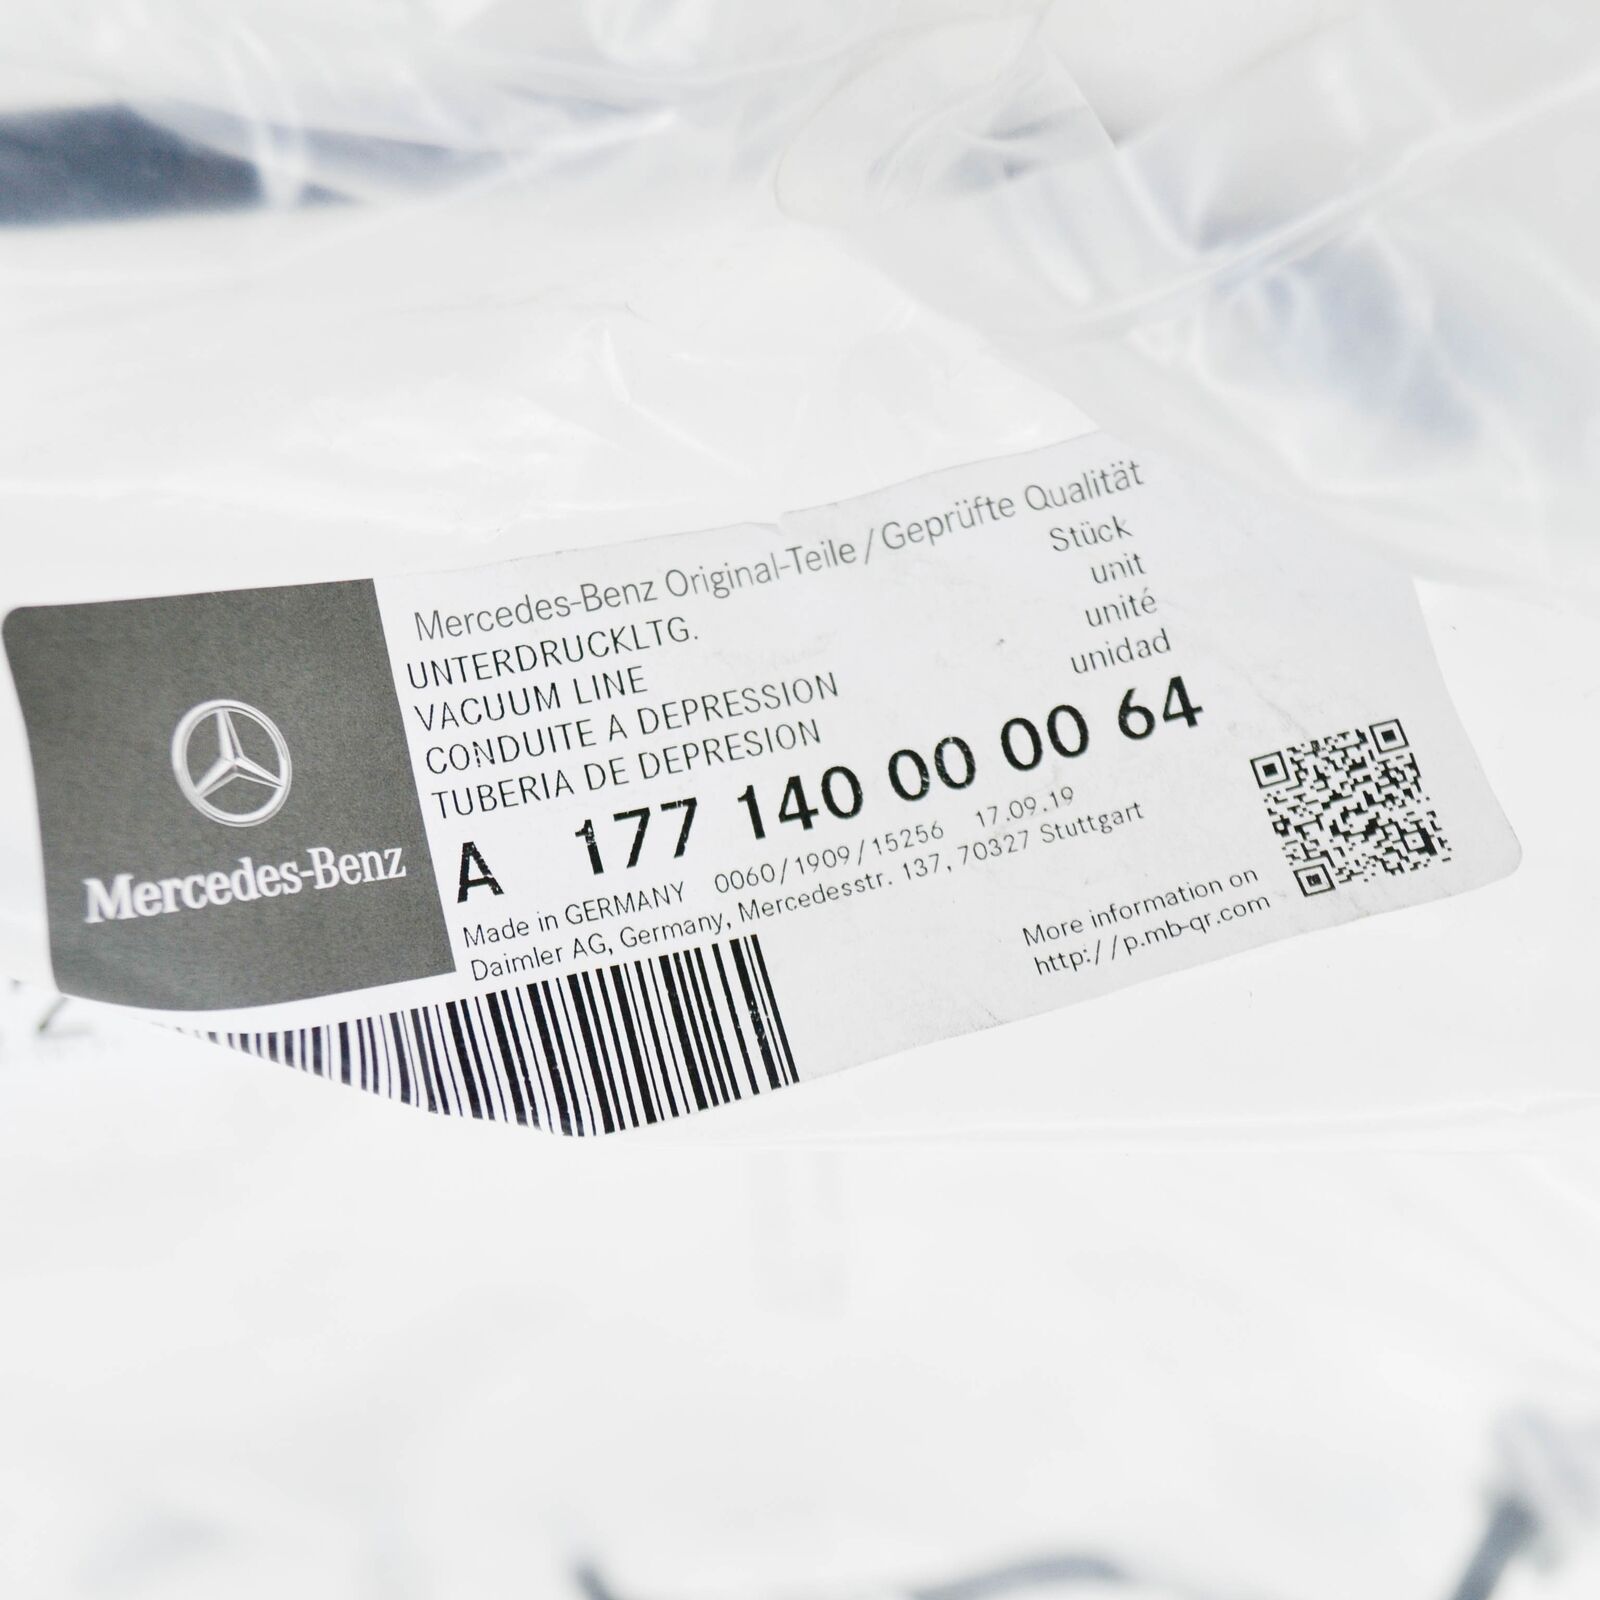 Mercedes-Benz
Mercedes-Benz Original-Teile / Geprüfte Qualität
UNTERDRUCKLTG.
VACUUM LINE
CONDUITE A DEPRESSION
TUBERIA DE DEPRESION
Stück
unit
unité
unidad
A 177 140 00 00 64
Made in GERMANY 0060/1909/15256 17.09.19
Daimler AG, Germany, Mercedesstr. 137, 70327 Stuttgart
More information on
http://p.mb-qr.com